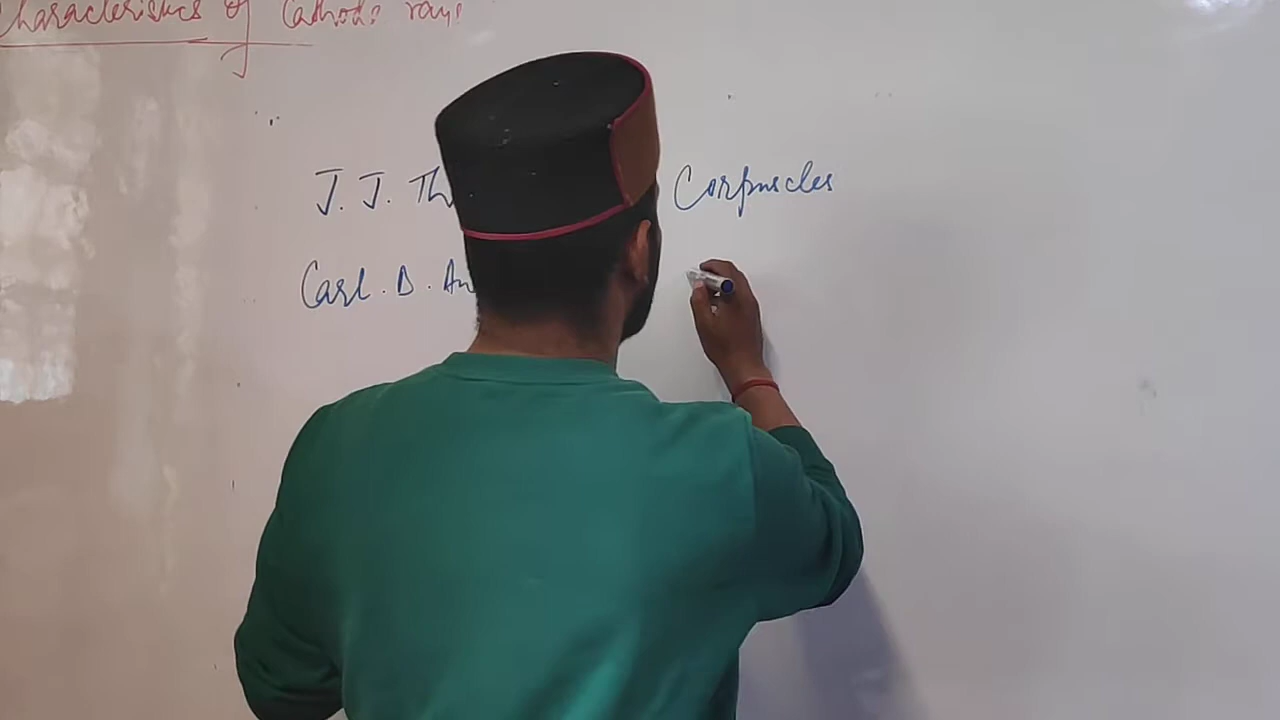 Characteristics of Cathode rays
J. J. Th Corpuscles
Carl . D . An